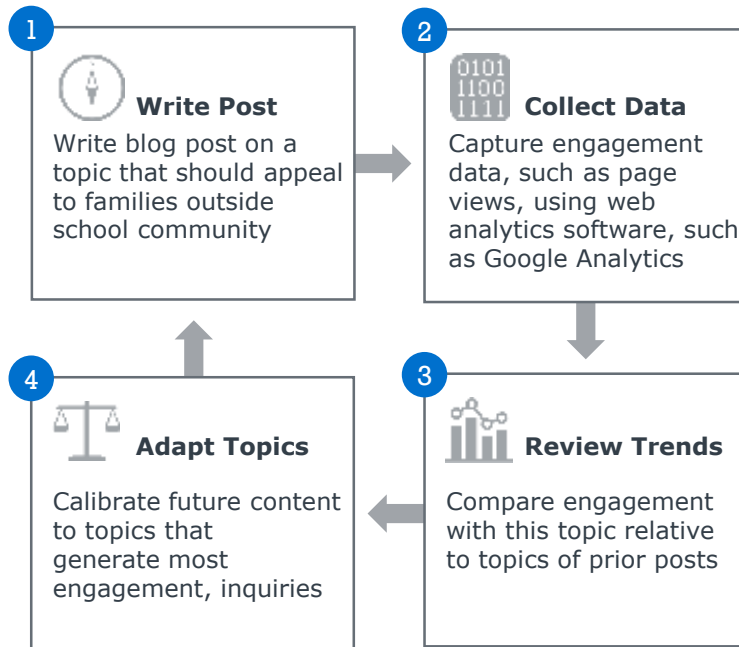 1
Write Post
Write blog post on a
topic that should appeal
to families outside
school community
2
0101
1100
1111
Collect Data
Capture engagement
data, such as page
views, using web
analytics software, such
as Google Analytics
3
Review Trends
Compare engagement
with this topic relative
to topics of prior posts
4
Adapt Topics
Calibrate future content
to topics that
generate most
engagement, inquiries